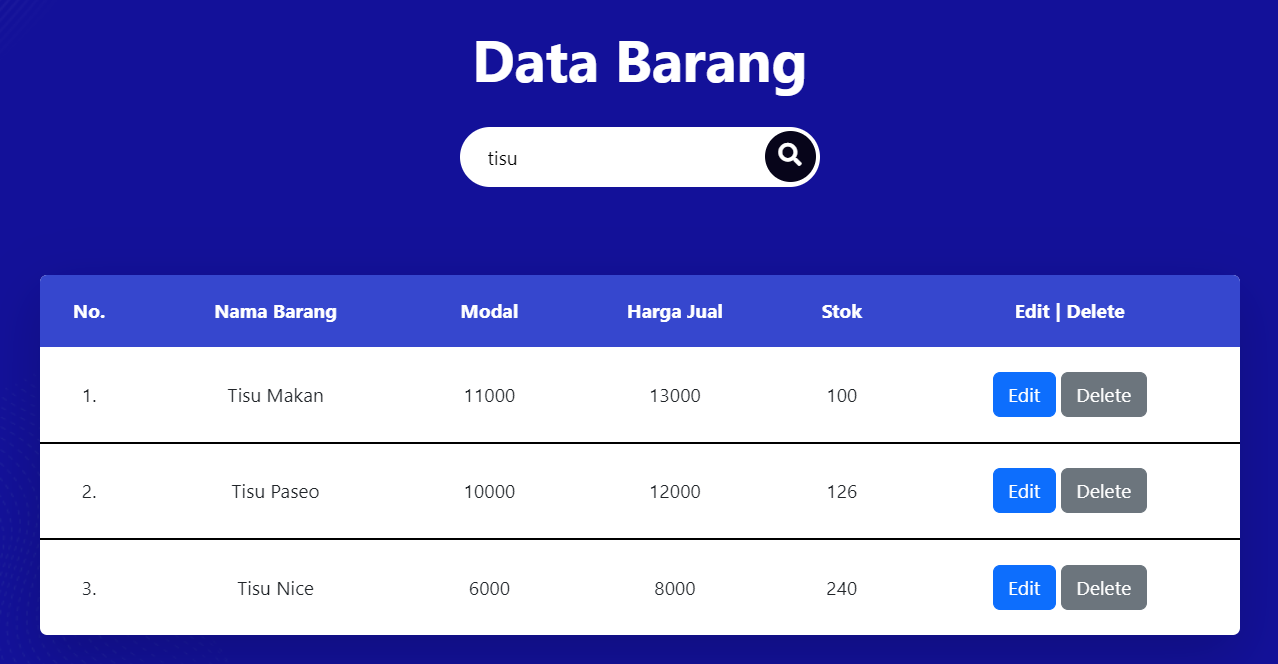 Data Barang
tisu
No. Nama Barang Modal Harga Jual Stok Edit | Delete
1. Tisu Makan 11000 13000 100 Edit Delete
2. Tisu Paseo 10000 12000 126 Edit Delete
3. Tisu Nice 6000 8000 240 Edit Delete